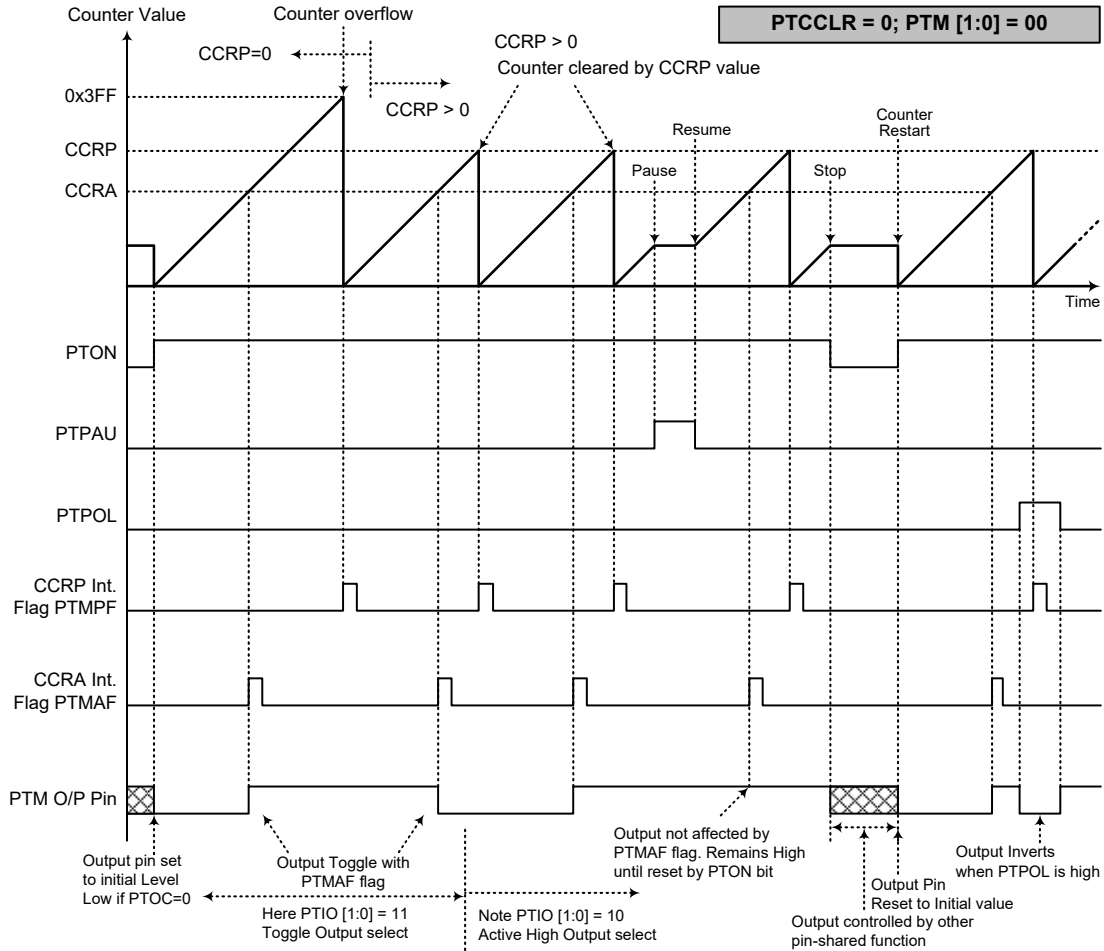 Counter Value
Counter overflow
PTCCLR = 0; PTM [1:0] = 00
CCRP=0
CCRP > 0
CCRP > 0
Counter cleared by CCRP value
0x3FF
CCRP
CCRA
Pause
Resume
Stop
Counter
Restart
Time
PTON
PTPAU
PTPOL
CCRP Int.
Flag PTMPF
CCRA Int.
Flag PTMAF
PTM O/P Pin
Output pin set
to initial Level
Low if PTOC=0
Output Toggle with
PTMAF flag
Here PTIO [1:0] = 11
Toggle Output select
Note PTIO [1:0] = 10
Active High Output select
Output not affected by
PTMAF flag. Remains High
until reset by PTON bit
Output Pin
Reset to Initial value
Output controlled by other
pin-shared function
Output Inverts
when PTPOL is high